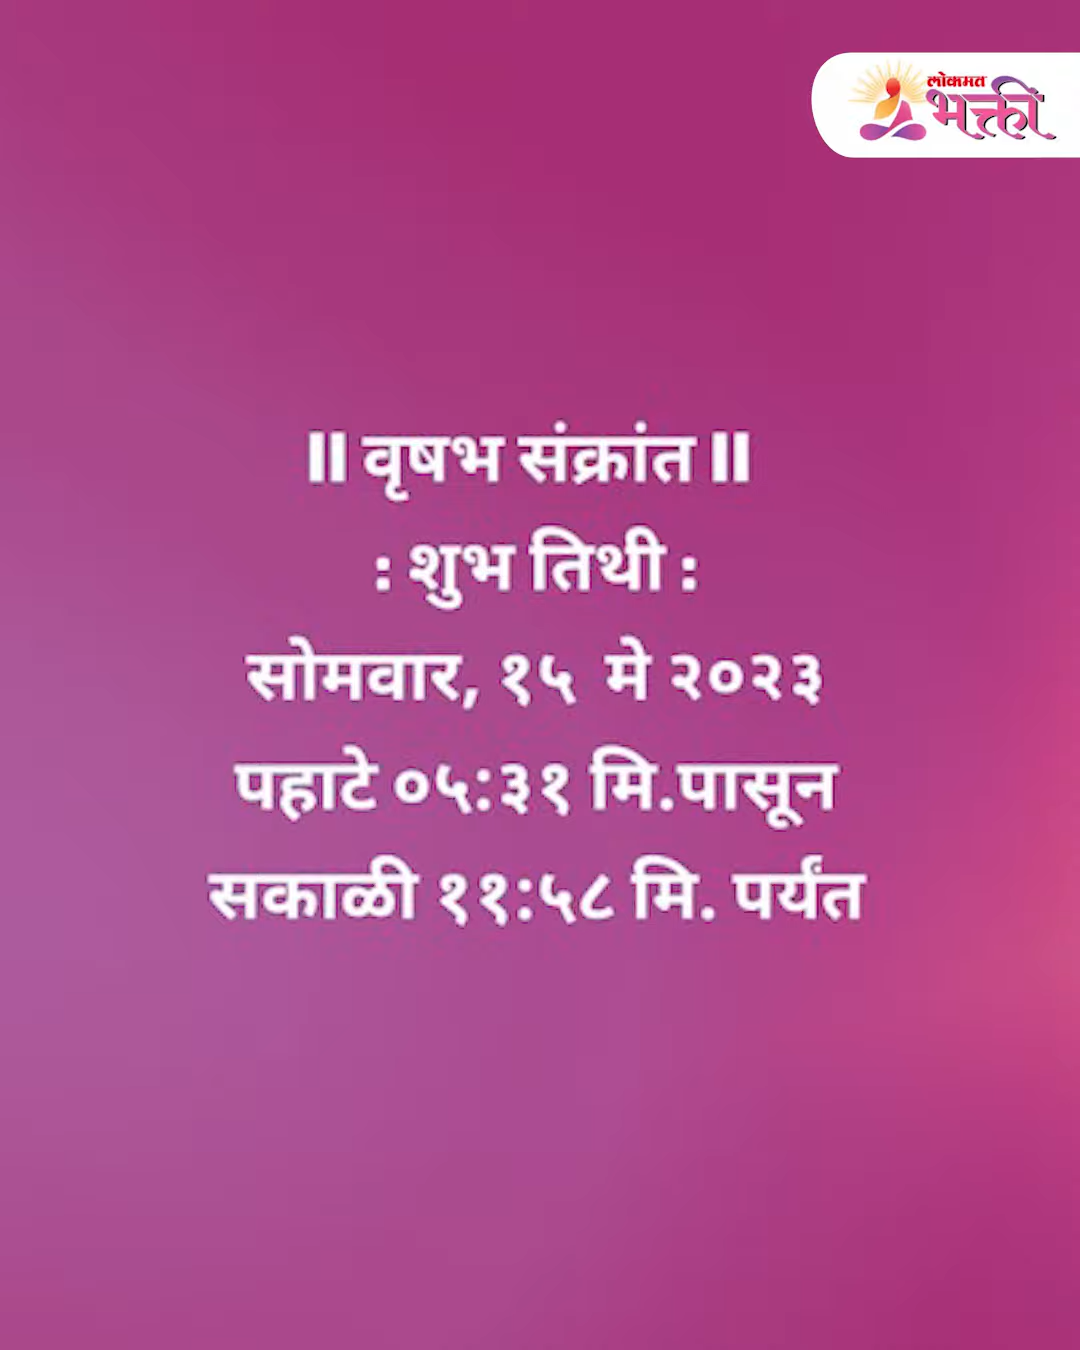 लोकमत
भक्ती
॥ वृषभ संक्रांत ॥
: शुभ तिथी :
सोमवार, १५ मे २०२३
पहाटे ०५:३१ मि.पासून
सकाळी ११:५८ मि. पर्यंत